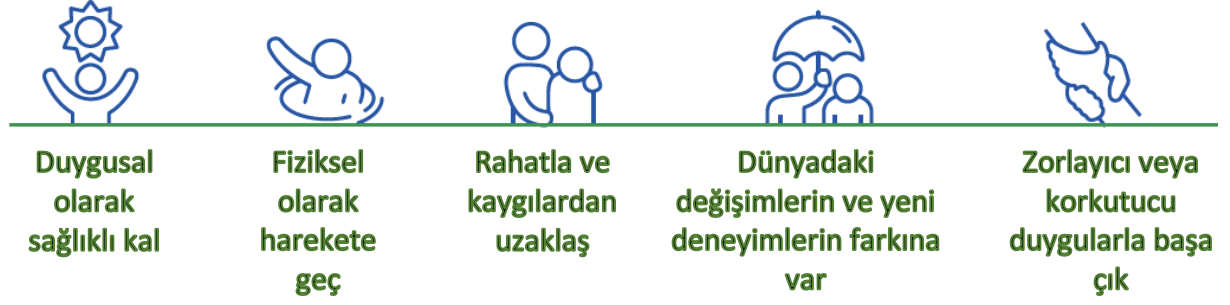 Duygusal
olarak
sağlıklı kal
Fiziksel
olarak
harekete
geç
Rahatla ve
kaygılardan
uzaklaş
Dünyadaki
değişimlerin ve yeni
deneyimlerin farkına
var
Zorlayıcı veya
korkutucu
duygularla başa
çık